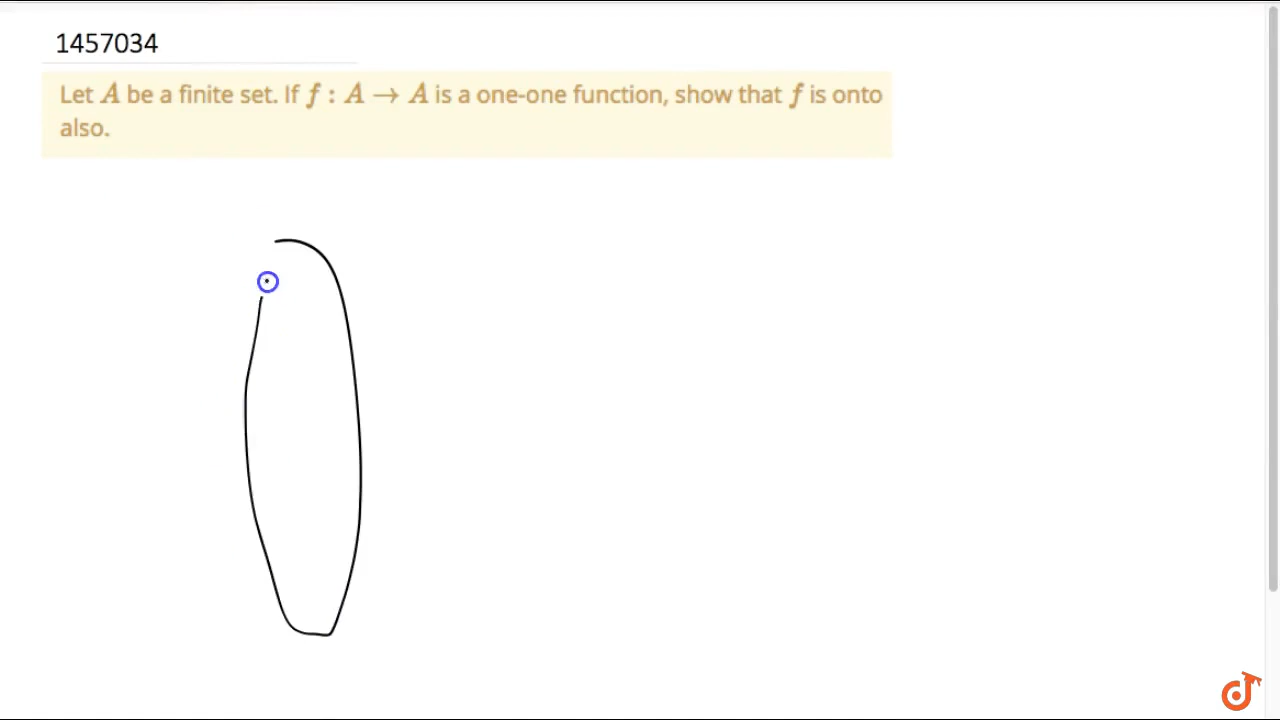 1457034
Let A be a finite set. If f : A → A is a one-one function, show that f is onto
also.